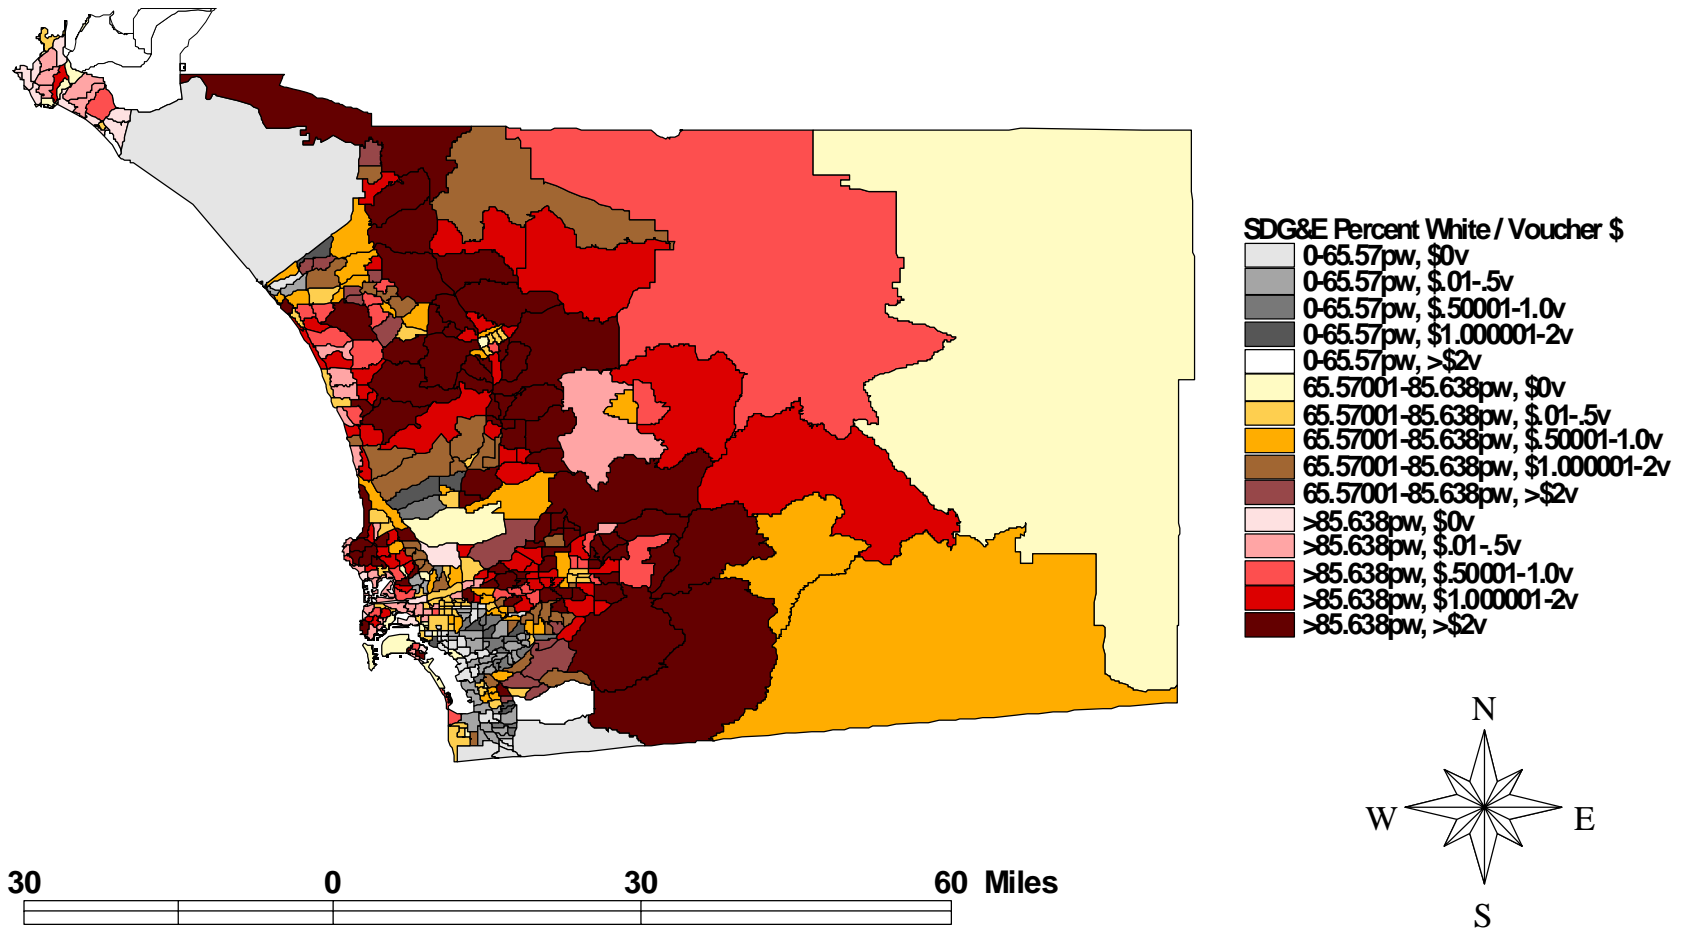 SDG&E Percent White / Voucher $
0-65.57pw, $0v
0-65.57pw, $.01-.5v
0-65.57pw, $.50001-1.0v
0-65.57pw, $1.000001-2v
0-65.57pw, >$2v
65.57001-85.638pw, $0v
65.57001-85.638pw, $.01-.5v
65.57001-85.638pw, $.50001-1.0v
65.57001-85.638pw, $1.000001-2v
65.57001-85.638pw, >$2v
>85.638pw, $0v
>85.638pw, $.01-.5v
>85.638pw, $.50001-1.0v
>85.638pw, $1.000001-2v
>85.638pw, >$2v
N
W E
S
30 0 30 60 Miles